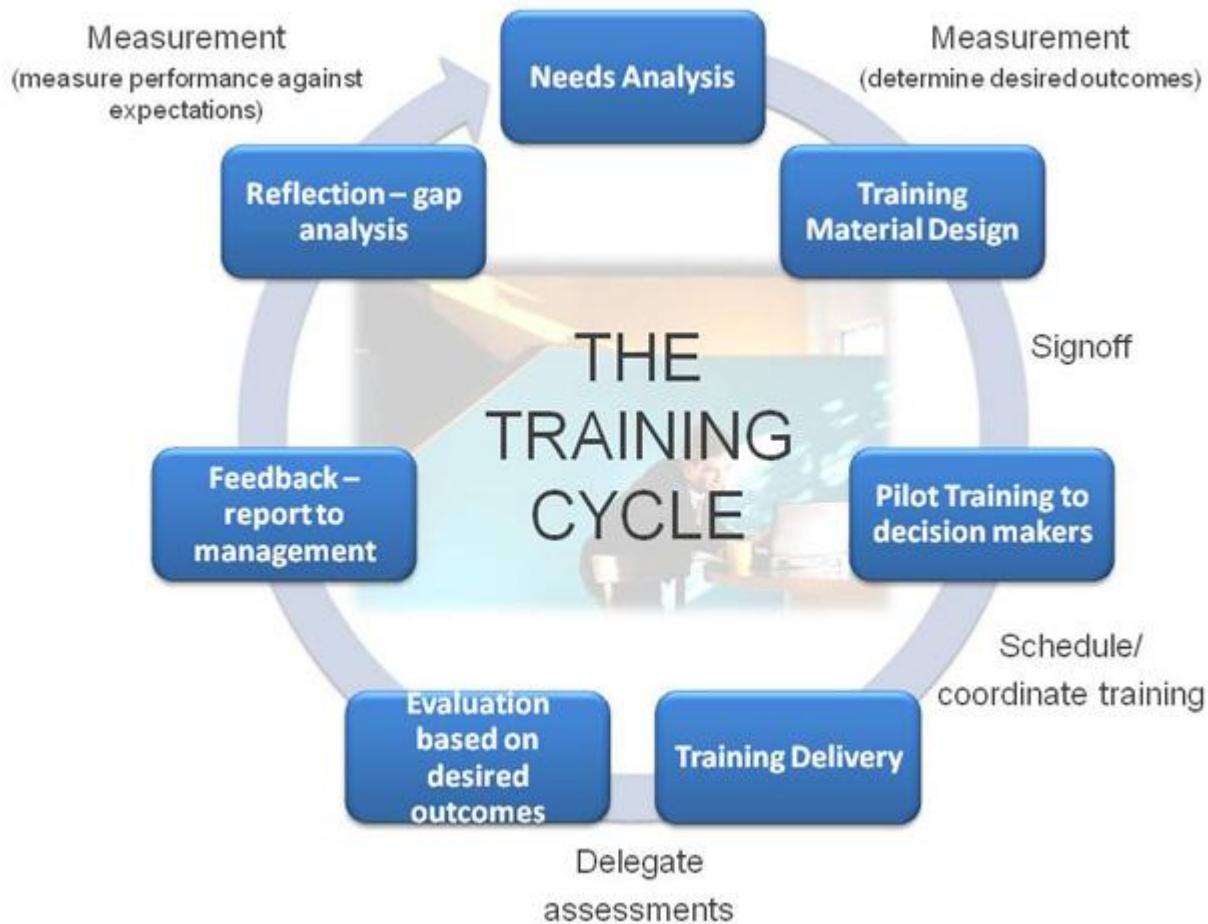 Measurement
(measure performance against
expectations)
Needs Analysis
Measurement
(determine desired outcomes)
Reflection – gap
analysis
Training
Material Design
THE
TRAINING
CYCLE
Signoff
Feedback –
report to
management
Pilot Training to
decision makers
Schedule/
coordinate training
Evaluation
based on
desired
outcomes
Training Delivery
Delegate
assessments